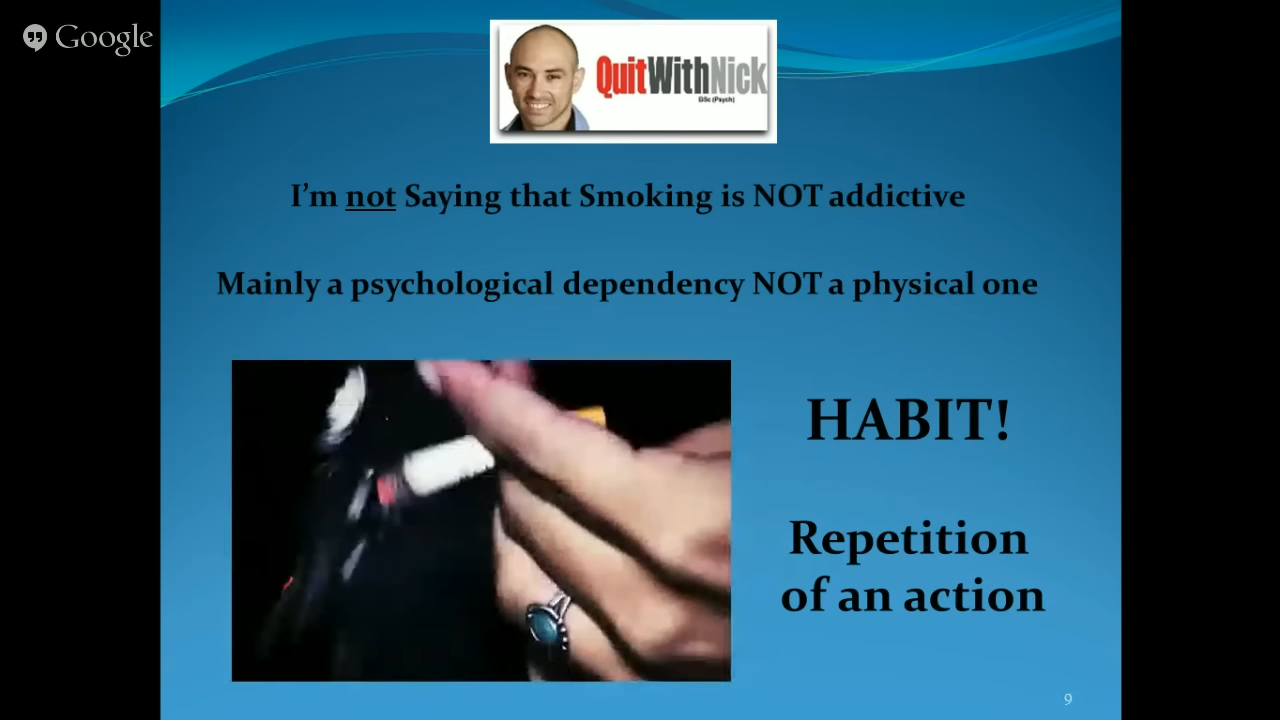 Google
QuitWithNick
BSc (Psych)
I'm not Saying that Smoking is NOT addictive
Mainly a psychological dependency NOT a physical one
HABIT!
Repetition
of an action
9